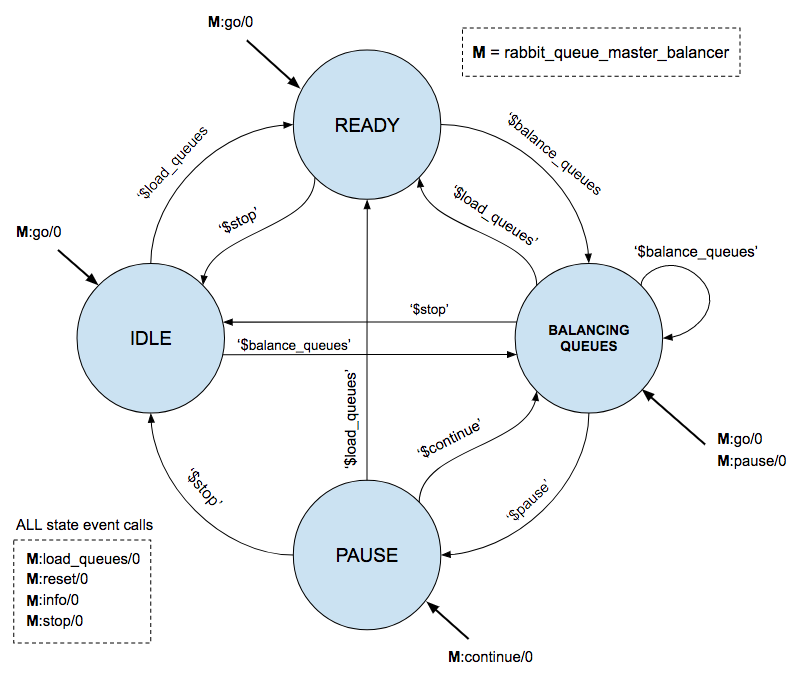 M:go/0
M = rabbit_queue_master_balancer
READY
‘$load_queues
‘$balance_queues
‘$stop’
‘$load_queues’
M:go/0
‘$balance_queues’
‘$stop’
IDLE
BALANCING
QUEUES
‘$balance_queues’
‘$load_queues’
‘$continue’
M:go/0
M:pause/0
‘$stop’
‘$pause’
ALL state event calls
M:load_queues/0
M:reset/0
M:info/0
M:stop/0
PAUSE
M:continue/0